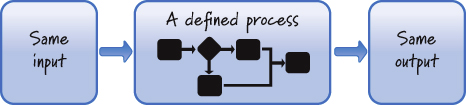 Same
input
A defined process
Same
output